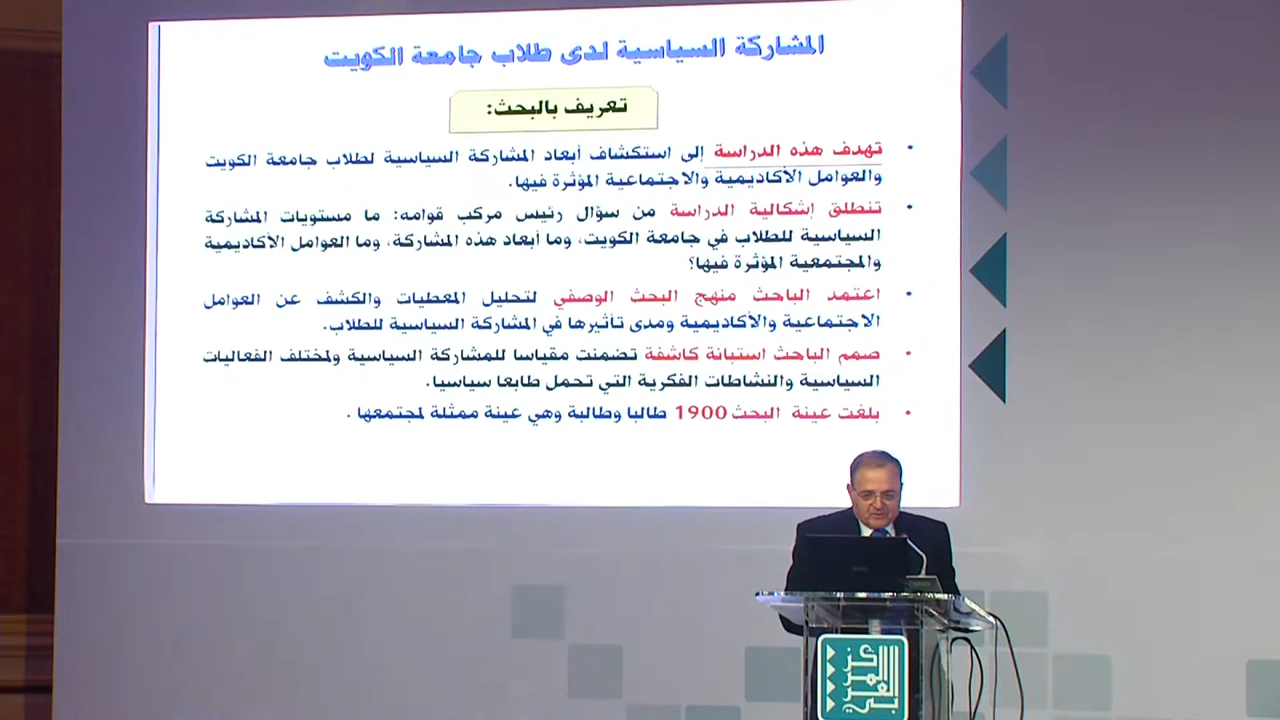 المشاركة السياسية لدى طلاب جامعة الكويت
تعريف بالبحث:
• تهدف هذه الدراسة إلى استكشاف أبعاد المشاركة السياسية لطلاب جامعة الكويت
والعوامل الأكاديمية والاجتماعية المؤثرة فيها.
• تنطلق إشكالية الدراسة من سؤال رئيس مركب قوامه: ما مستويات المشاركة
السياسية للطلاب في جامعة الكويت، وما أبعاد هذه المشاركة، وما العوامل الأكاديمية
والمجتمعية المؤثرة فيها؟
• اعتمد الباحث منهج البحث الوصفي لتحليل المعطيات والكشف عن العوامل
الاجتماعية والأكاديمية ومدى تأثيرها في المشاركة السياسية للطلاب.
• صمم الباحث استبانة كاشفة تضمنت مقياسا للمشاركة السياسية ولمختلف الفعاليات
السياسية والنشاطات الفكرية التي تحمل طابعا سياسيا.
• بلغت عينة البحث 1900 طالبا وطالبة وهي عينة ممثلة لمجتمعها .